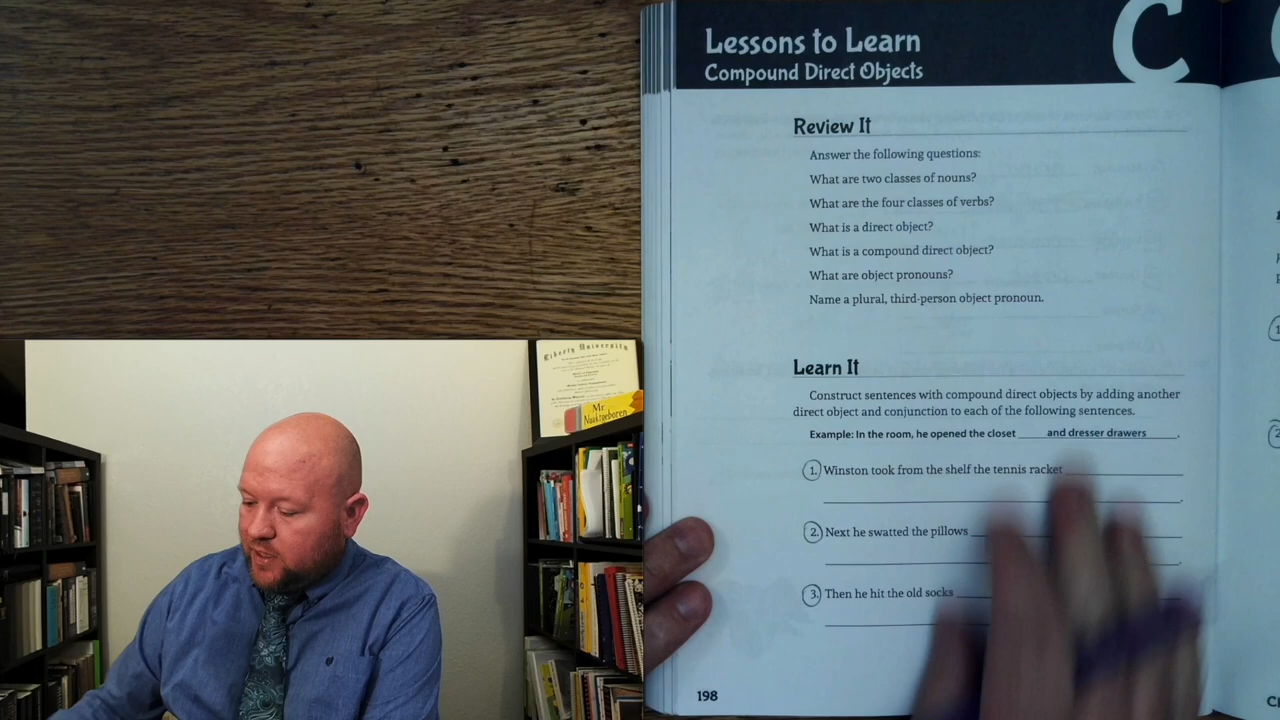 Lessons to Learn
Compound Direct Objects
C
Review It
Answer the following questions:
What are two classes of nouns?
What are the four classes of verbs?
What is a direct object?
What is a compound direct object?
What are object pronouns?
Name a plural, third-person object pronoun.
Learn It
Construct sentences with compound direct objects by adding another
direct object and conjunction to each of the following sentences.
Example: In the room, he opened the closet and dresser drawers.
1. Winston took from the shelf the tennis racket
2. Next he swatted the pillows
3. Then he hit the old socks
198
Liberty University
Mr
Nuaktgeboren